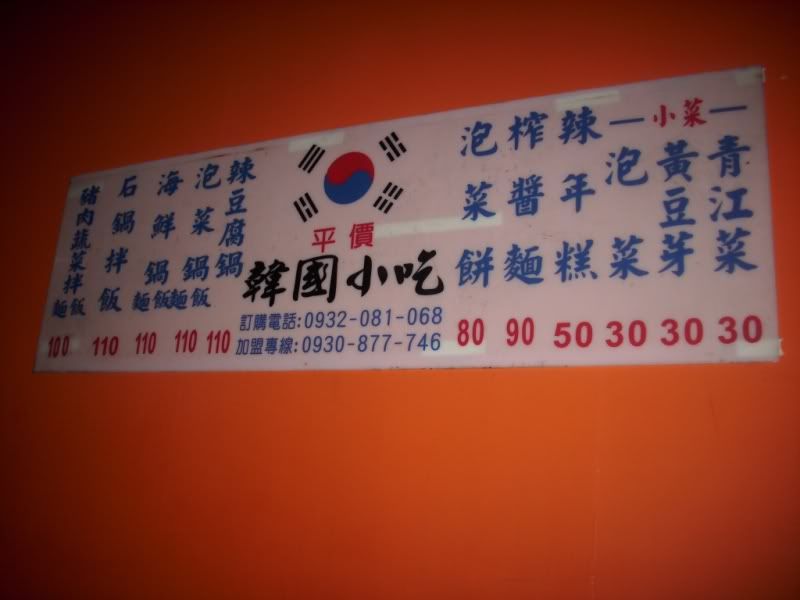 豬肉蔬菜拌飯麵
100
石鍋拌飯
110
海鮮鍋飯麵
110
泡菜鍋飯麵
110
辣豆腐鍋
110
平價
韓國小吃
訂購電話:0932-081-068
加盟專線:0930-877-746
泡菜餅
80
榨醬麵
90
辣年糕
50
—小菜—
泡菜
30
黃豆芽
30
青江菜
30